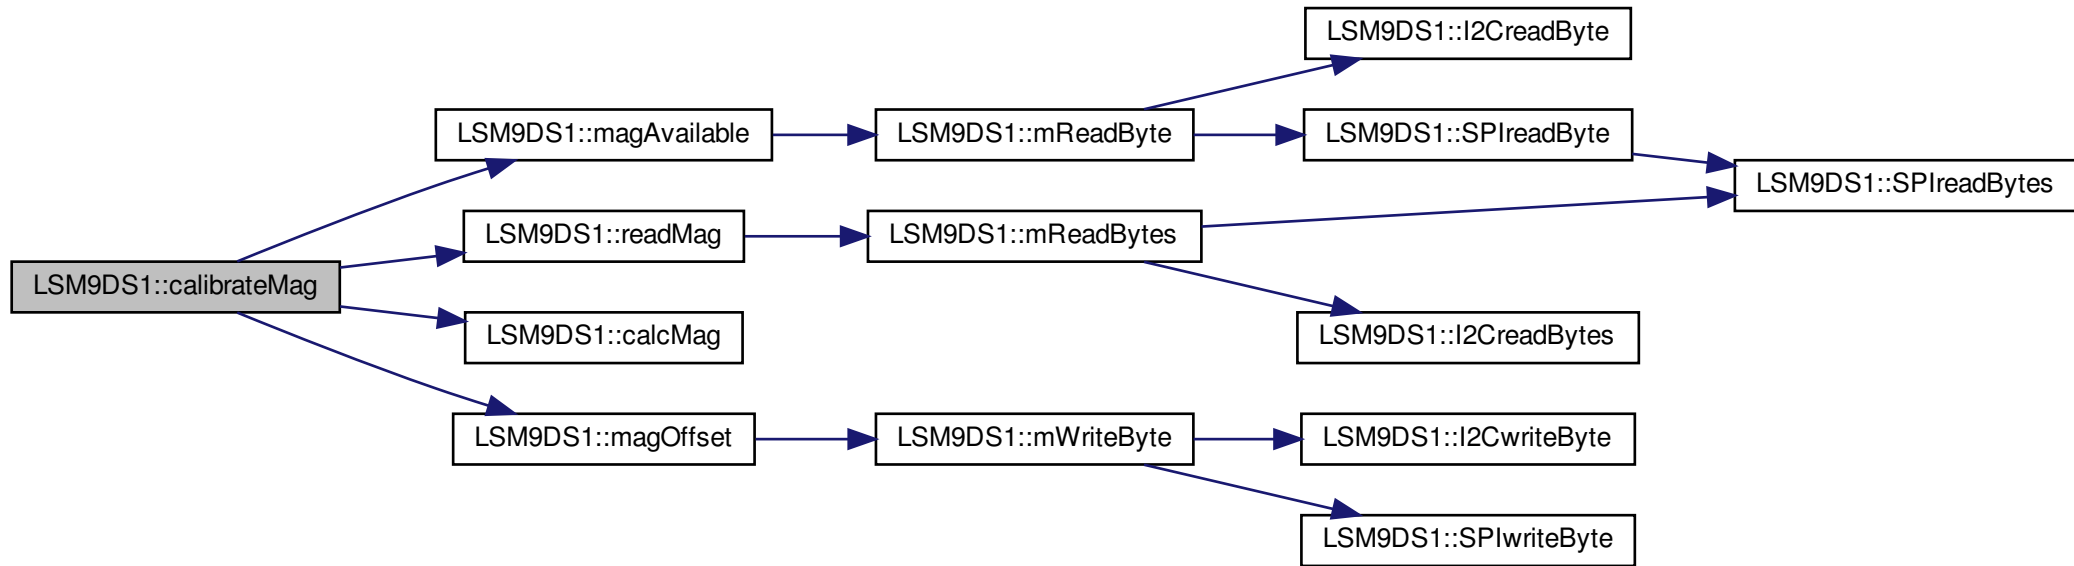 LSM9DS1::I2CreadByte
LSM9DS1::magAvailable
LSM9DS1::mReadByte
LSM9DS1::SPIreadByte
LSM9DS1::SPIreadBytes
LSM9DS1::readMag
LSM9DS1::mReadBytes
LSM9DS1::calibrateMag
LSM9DS1::calcMag
LSM9DS1::I2CreadBytes
LSM9DS1::magOffset
LSM9DS1::mWriteByte
LSM9DS1::I2CwriteByte
LSM9DS1::SPIwriteByte